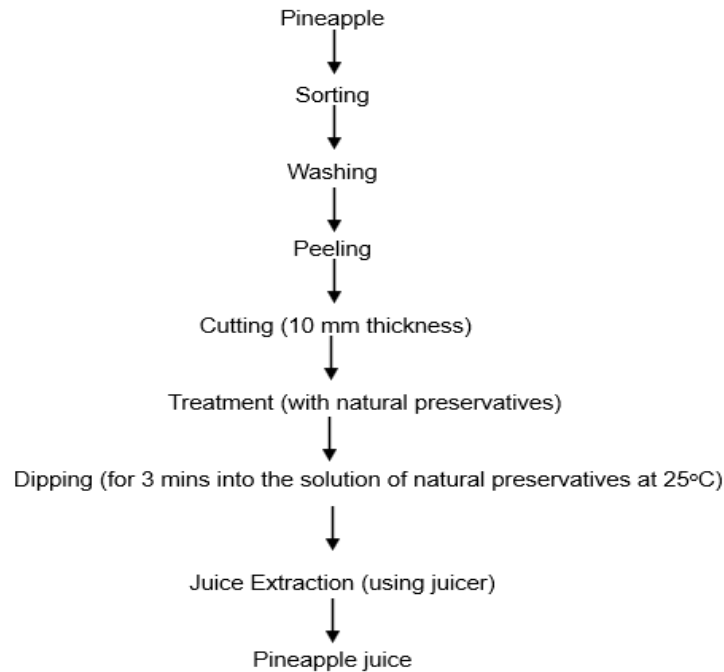 Pineapple
Sorting
Washing
Peeling
Cutting (10 mm thickness)
Treatment (with natural preservatives)
Dipping (for 3 mins into the solution of natural preservatives at 25ºC)
Juice Extraction (using juicer)
Pineapple juice